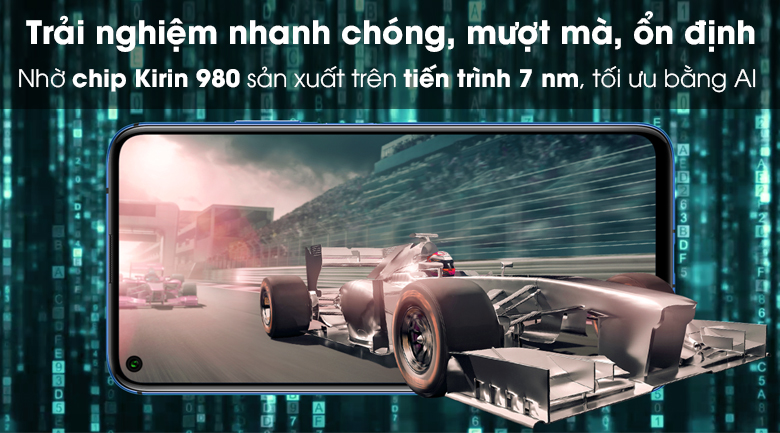 Trải nghiệm nhanh chóng, mượt mà, ổn định
Nhờ chip Kirin 980 sản xuất trên tiến trình 7 nm, tối ưu bằng AI